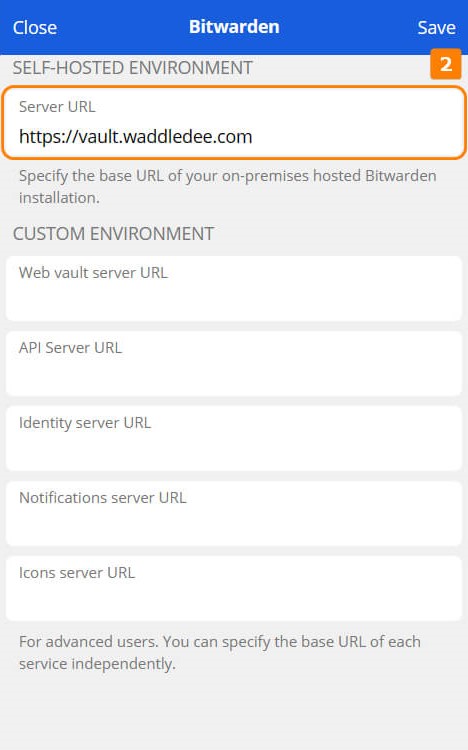 Close Bitwarden Save
SELF-HOSTED ENVIRONMENT 2
Server URL
https://vault.waddledee.com
Specify the base URL of your on-premises hosted Bitwarden
installation.
CUSTOM ENVIRONMENT
Web vault server URL
API Server URL
Identity server URL
Notifications server URL
Icons server URL
For advanced users. You can specify the base URL of each
service independently.